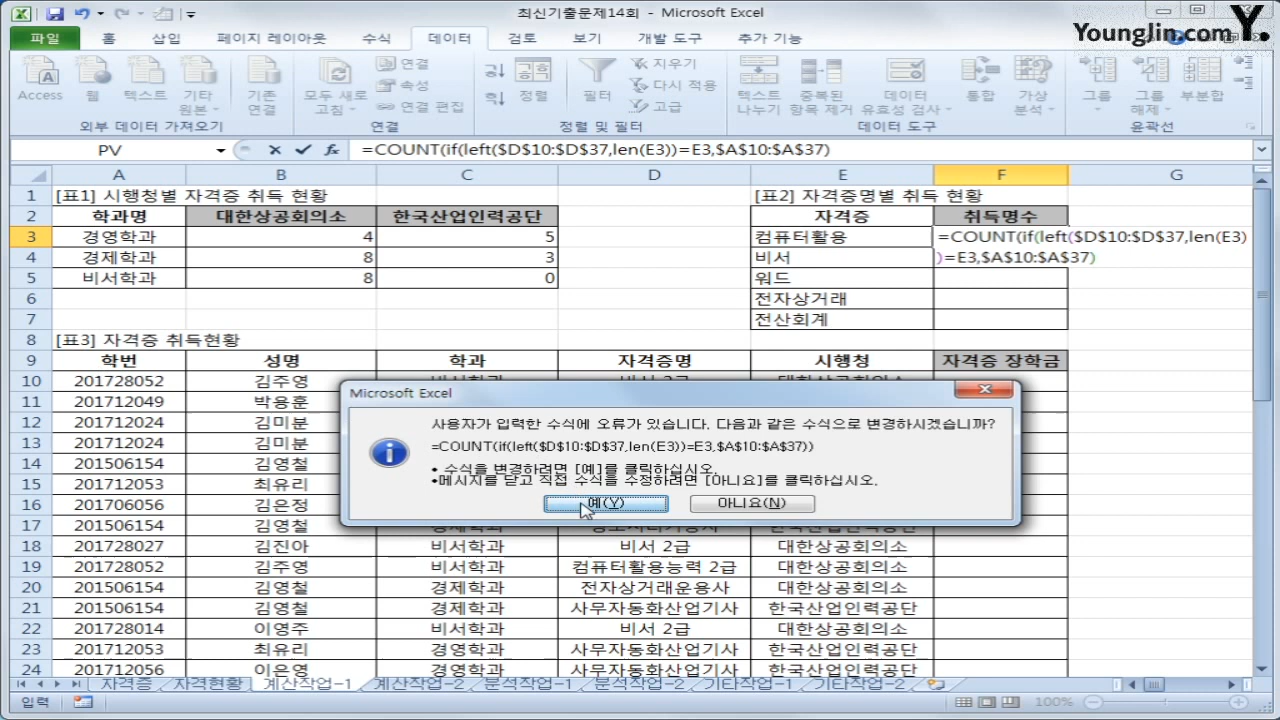 최신기출문제14회 - Microsoft Excel
YoungJin.com Y.
파일 홈 삽입 페이지 레이아웃 수식 데이터 검토 보기 개발 도구 추가 기능
Access 웹 텍스트 기타 원본 기존 연결 모두 새로 고침 연결 속성 연결 편집 정렬 필터 지우기 다시 적용 고급 텍스트 나누기 중복된 항목 제거 데이터 유효성 검사 통합 가상 분석 그룹 그룹 해제 부분합
외부 데이터 가져오기 연결 정렬 및 필터 데이터 도구 윤곽선
PV =COUNT(if(left($D$10:$D$37,len(E3))=E3,$A$10:$A$37)
A B C D E F G
1 [표1] 시행청별 자격증 취득 현황 [표2] 자격증명별 취득 현황
2 학과명 대한상공회의소 한국산업인력공단 자격증 취득명수
3 경영학과 4 5 컴퓨터활용 =COUNT(if(left($D$10:$D$37,len(E3)
4 경제학과 8 3 비서 )=E3,$A$10:$A$37)
5 비서학과 8 0 워드
6 전자상거래
7 전산회계
8 [표3] 자격증 취득현황
9 학번 성명 학과 자격증명 시행청 자격증 장학금
10 201728052 김주영
11 201712049 박용훈
12 201712024 김미분
13 201712024 김미분
14 201506154 김영철
15 201712053 최유리
16 201706056 김은정
17 201506154 김영철
18 201728027 김진아 비서학과 비서 2급 대한상공회의소
19 201728052 김주영 비서학과 컴퓨터활용능력 2급 대한상공회의소
20 201506154 김영철 경제학과 전자상거래운용사 대한상공회의소
21 201506154 김영철 경제학과 사무자동화산업기사 한국산업인력공단
22 201728014 이영주 비서학과 비서 2급 대한상공회의소
23 201712053 최유리 경영학과 사무자동화산업기사 한국산업인력공단
24 201712056 이은영 경영학과 사무자동화산업기사 한국산업인력공단
Microsoft Excel
사용자가 입력한 수식에 오류가 있습니다. 다음과 같은 수식으로 변경하시겠습니까?
=COUNT(if(left($D$10:$D$37,len(E3))=E3,$A$10:$A$37))
• 수식을 변경하려면 [예]를 클릭하십시오.
•메시지를 닫고 직접 수식을 수정하려면 [아니요]를 클릭하십시오.
예(Y) 아니요(N)
자격증 자격현황 계산작업-1 계산작업-2 분석작업-1 분석작업-2 기타작업-1 기타작업-2
입력 100%